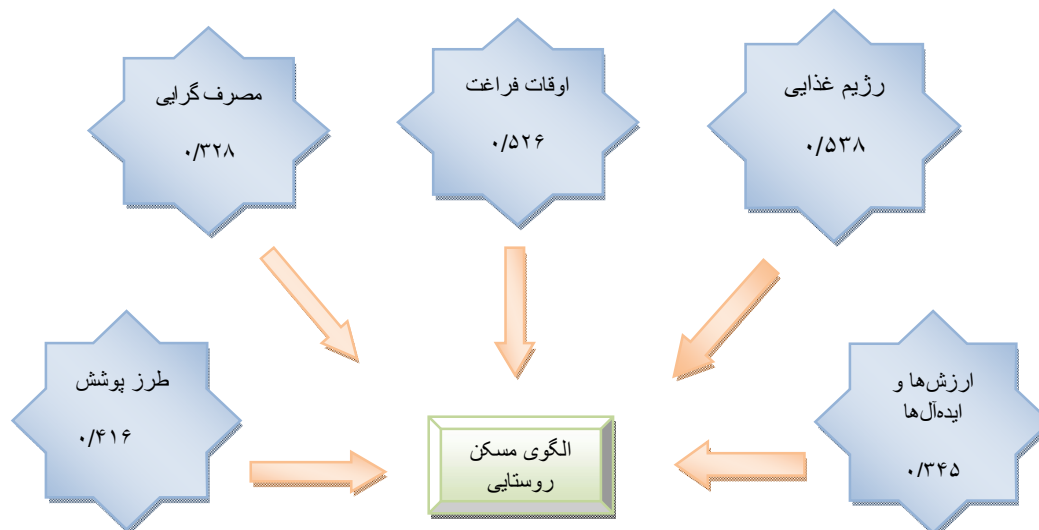 رژیم غذایی
۰/۵۳۸
اوقات فراغت
۰/۵۲۶
مصرف گرایی
۰/۳۲۸
ارزش‌ها و
ایده‌آل‌ها
۰/۳۴۵
الگوی مسکن
روستایی
طرز پوشش
۰/۴۱۶